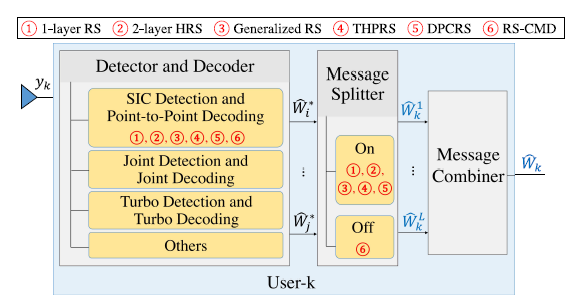 ① 1-layer RS ② 2-layer HRS ③ Generalized RS ④ THPRS ⑤ DPCRS ⑥ RS-CMD
y_k
Detector and Decoder
SIC Detection and
Point-to-Point Decoding
①, ②, ③, ④, ⑤, ⑥
Joint Detection and
Joint Decoding
Turbo Detection and
Turbo Decoding
Others
Ŵ_i^*
⋮
Ŵ_j^*
Message
Splitter
On
①, ②,
③, ④, ⑤
Off
⑥
Ŵ_k^1
⋮
Ŵ_k^L
Message
Combiner
Ŵ_k
User-k